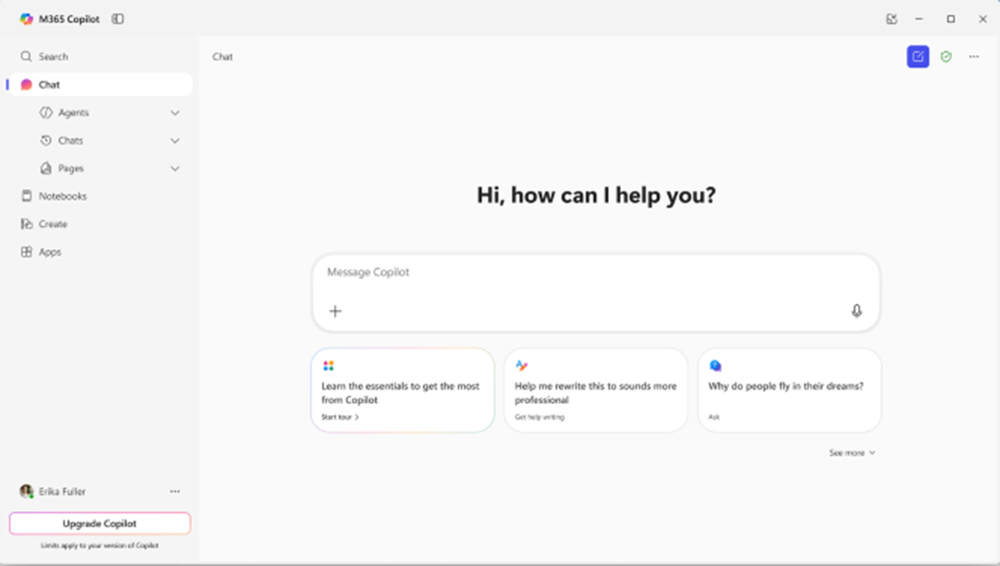 M365 Copilot
Search
Chat
Agents
Chats
Pages
Notebooks
Create
Apps
Erika Fuller
Upgrade Copilot
Limits apply to your version of Copilot
Chat
Hi, how can I help you?
Message Copilot
Learn the essentials to get the most
from Copilot
Start tour
Help me rewrite this to sounds more
professional
Get help writing
Why do people fly in their dreams?
Ask
See more